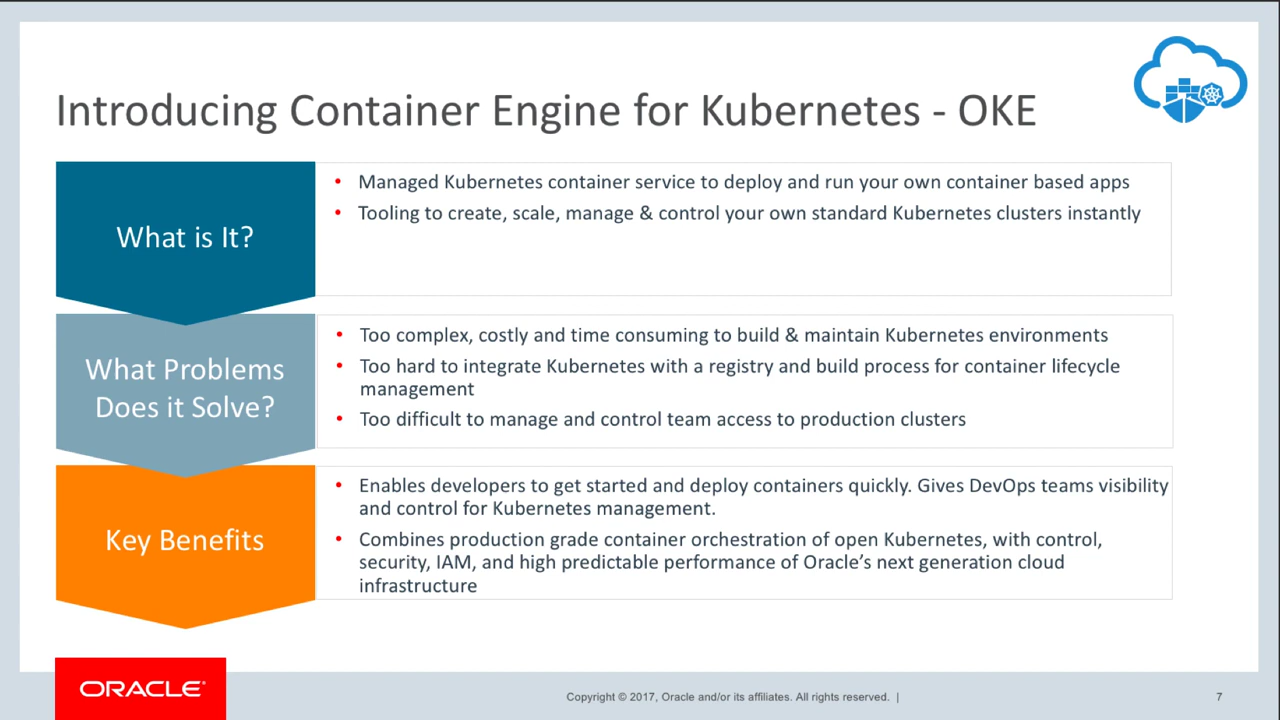 Introducing Container Engine for Kubernetes - OKE
What is It?
• Managed Kubernetes container service to deploy and run your own container based apps
• Tooling to create, scale, manage & control your own standard Kubernetes clusters instantly
What Problems
Does it Solve?
• Too complex, costly and time consuming to build & maintain Kubernetes environments
• Too hard to integrate Kubernetes with a registry and build process for container lifecycle
management
• Too difficult to manage and control team access to production clusters
Key Benefits
• Enables developers to get started and deploy containers quickly. Gives DevOps teams visibility
and control for Kubernetes management.
• Combines production grade container orchestration of open Kubernetes, with control,
security, IAM, and high predictable performance of Oracle’s next generation cloud
infrastructure
ORACLE®
Copyright © 2017, Oracle and/or its affiliates. All rights reserved. |
7